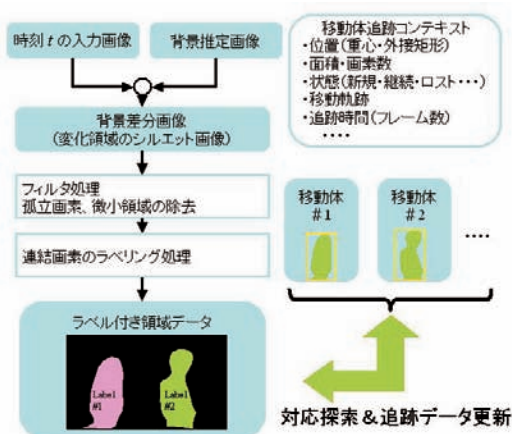 時刻 t の入力画像
背景推定画像
背景差分画像
(変化領域のシルエット画像)
フィルタ処理
孤立画素、微小領域の除去
連結画素のラベリング処理
ラベル付き領域データ
Label
#1
Label
#2
移動体追跡コンテキスト
・位置(重心・外接矩形)
・面積・画素数
・状態(新規・継続・ロスト・・・)
・移動軌跡
・追跡時間(フレーム数)
・・・・
移動体
#1
移動体
#2
・・・・
対応探索&追跡データ更新